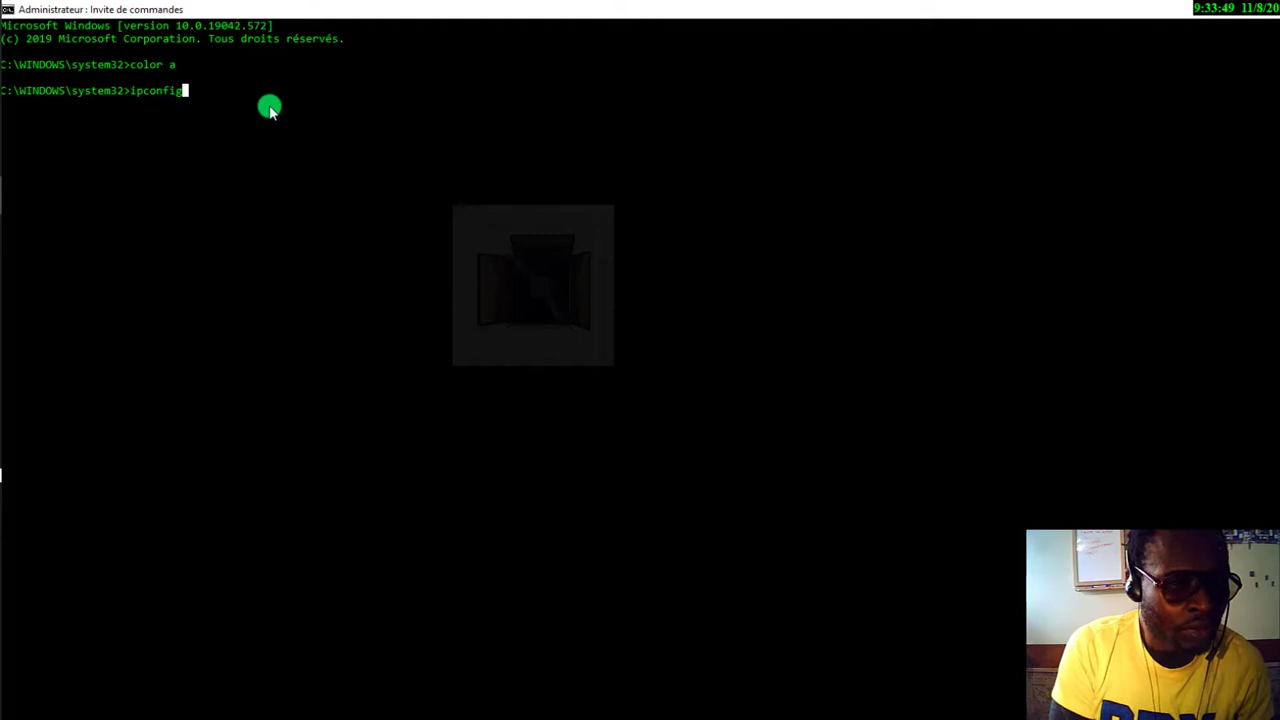 Administrateur : Invite de commandes
9:33:49 11/8/20
Microsoft Windows [version 10.0.19042.572]
(c) 2019 Microsoft Corporation. Tous droits réservés.
C:\WINDOWS\system32>color a
C:\WINDOWS\system32>ipconfig